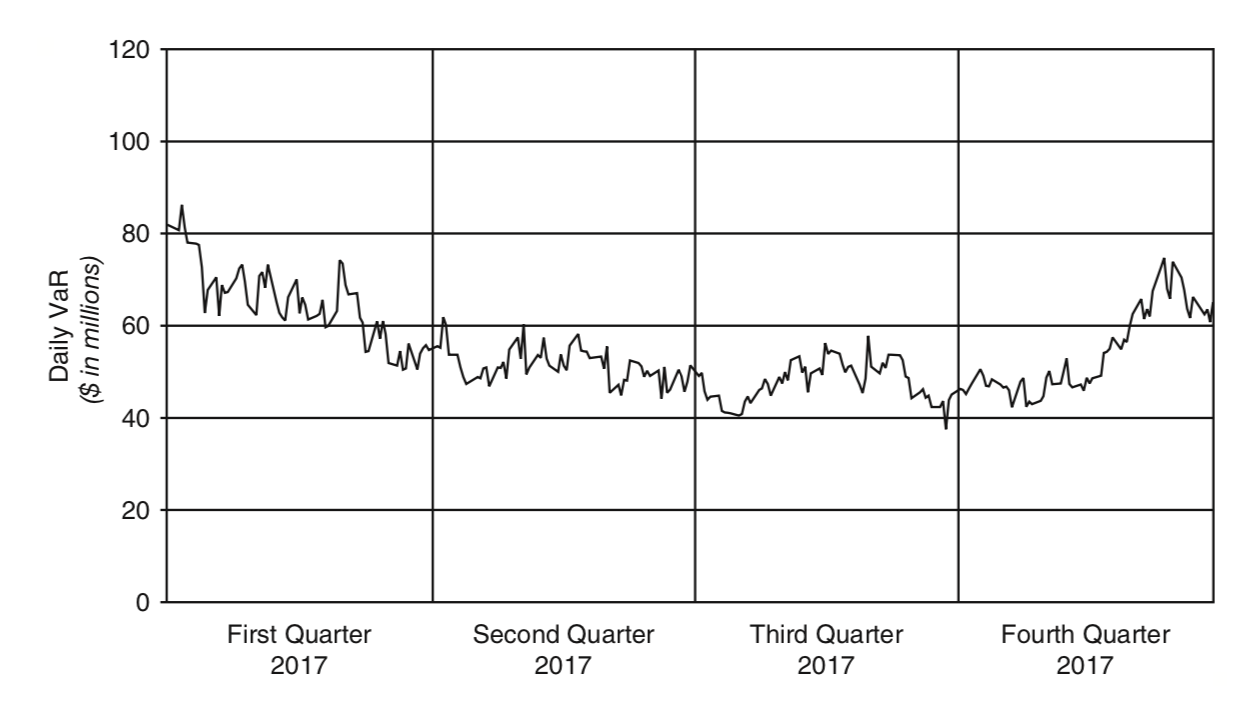 120
100
80
60
40
20
0
Daily VaR
($ in millions)
First Quarter
2017
Second Quarter
2017
Third Quarter
2017
Fourth Quarter
2017